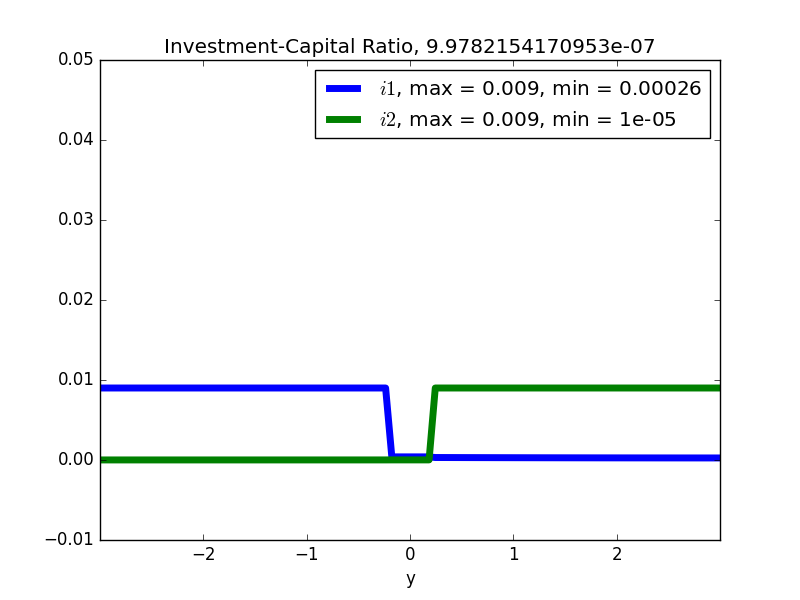 Investment-Capital Ratio, 9.9782154170953e-07
0.05
i1, max = 0.009, min = 0.00026
i2, max = 0.009, min = 1e-05
0.04
0.03
0.02
0.01
0.00
−0.01
−2 −1 0 1 2
y